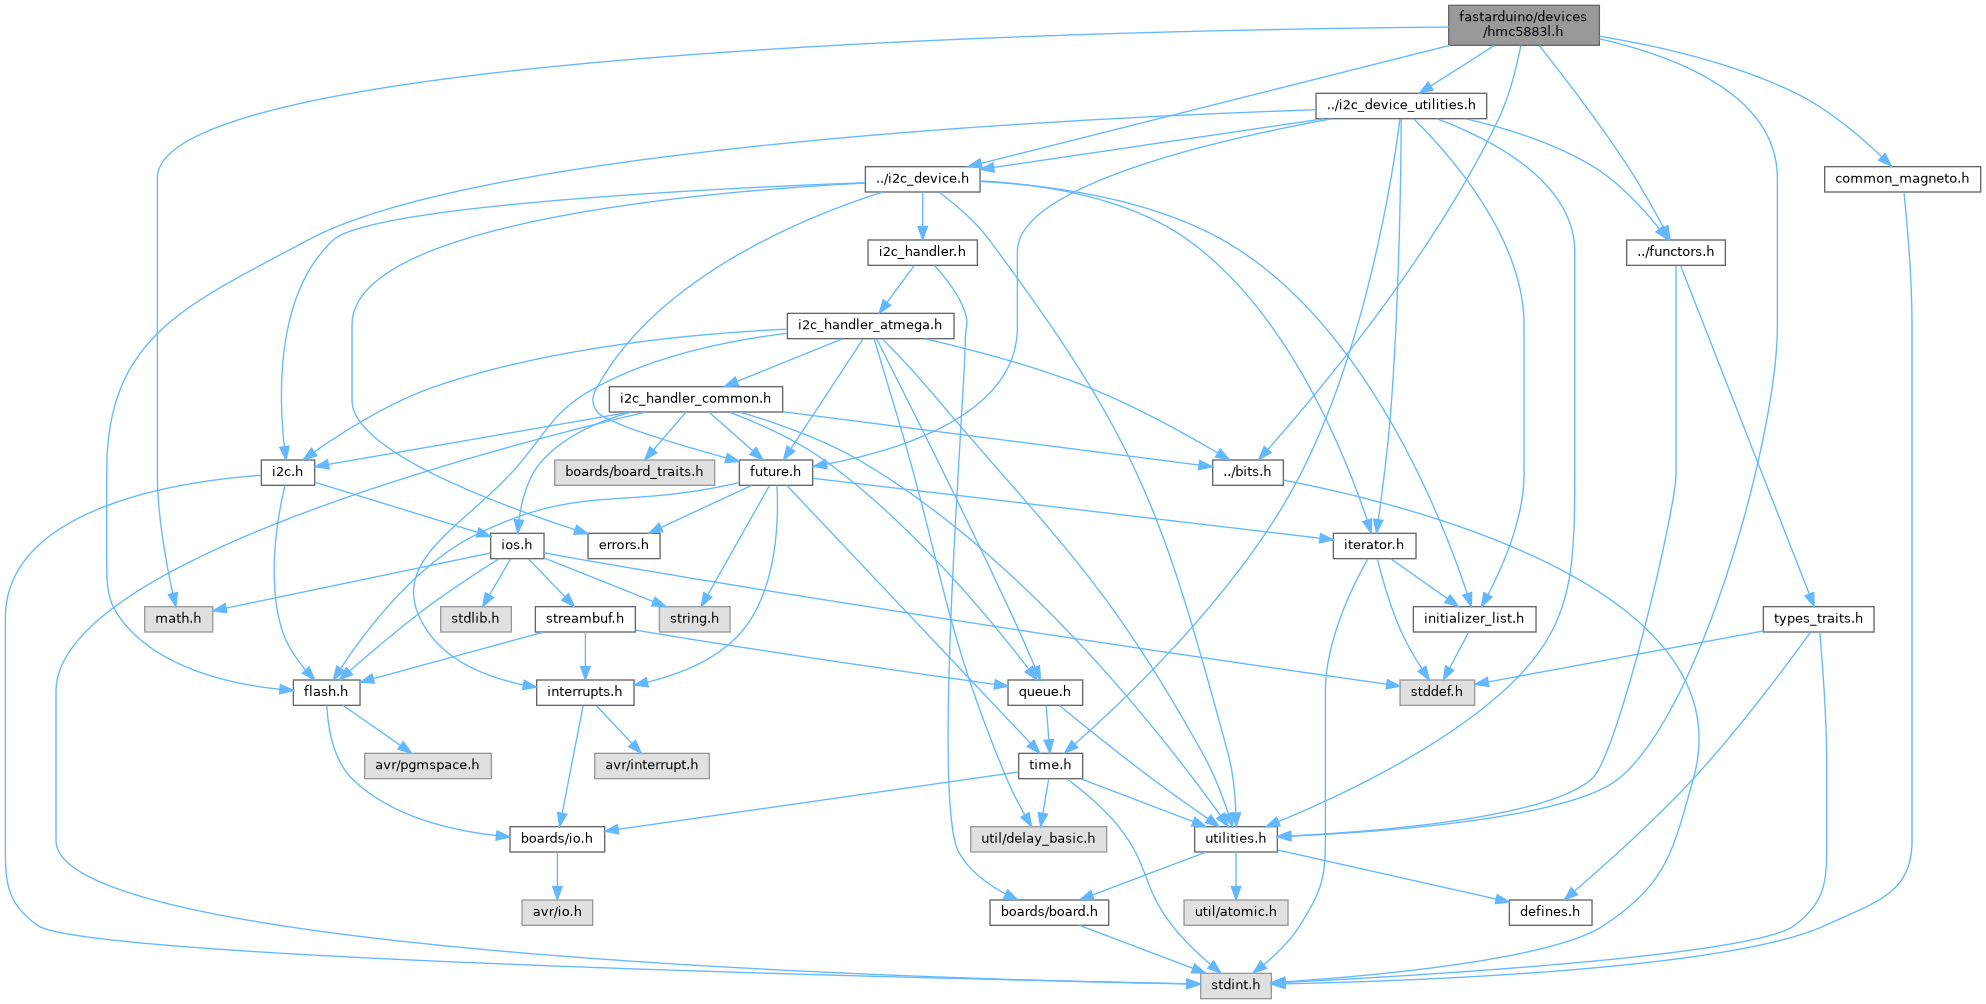 fastarduino/devices
/hmc5883l.h
../i2c_device_utilities.h
../i2c_device.h
common_magneto.h
i2c_handler.h
../functors.h
i2c_handler_atmega.h
i2c_handler_common.h
i2c.h
boards/board_traits.h
future.h
../bits.h
ios.h
errors.h
iterator.h
math.h
stdlib.h
streambuf.h
string.h
initializer_list.h
types_traits.h
flash.h
interrupts.h
queue.h
stddef.h
avr/pgmspace.h
avr/interrupt.h
time.h
boards/io.h
util/delay_basic.h
utilities.h
avr/io.h
boards/board.h
util/atomic.h
defines.h
stdint.h